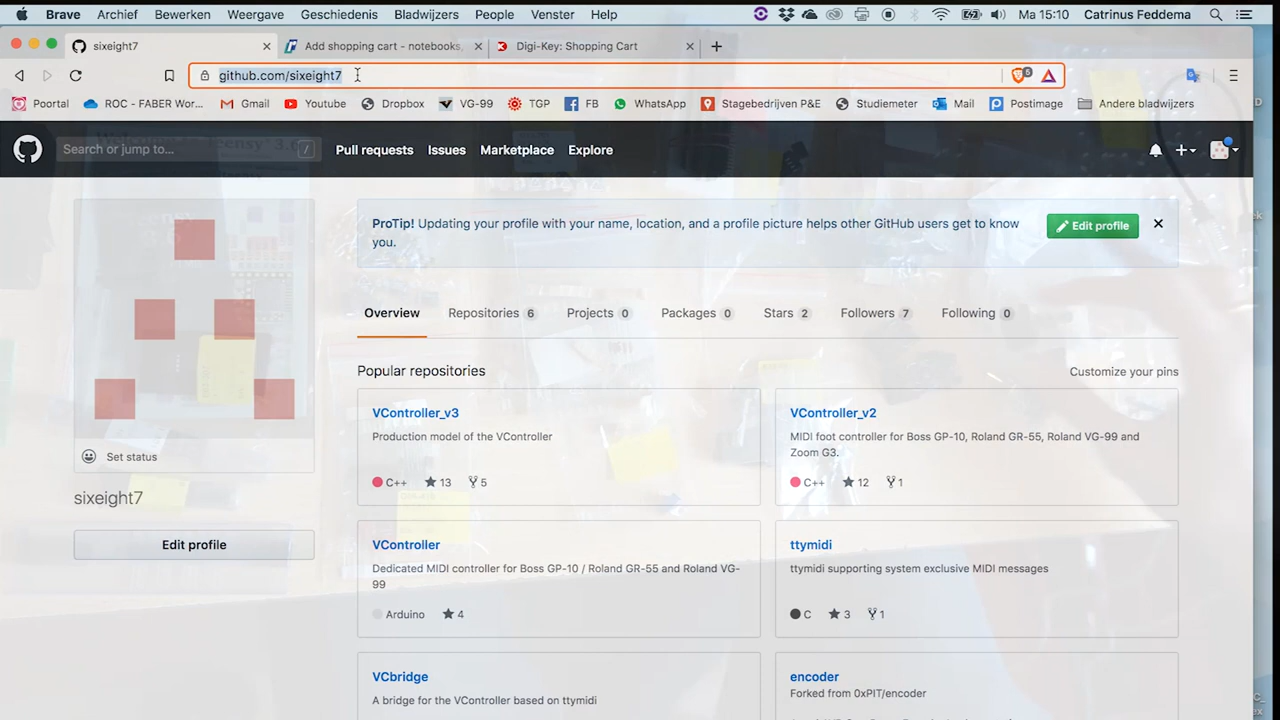 Brave Archief Bewerken Weergave Geschiedenis Bladwijzers People Venster Help Ma 15:10 Catrinus Feddema
sixeight7 Add shopping cart - notebooks, Digi-Key: Shopping Cart
github.com/sixeight7 5
Poortal ROC - FABER Wor... Gmail Youtube Dropbox VG-99 TGP FB WhatsApp Stagebedrijven P&E Studiemeter Mail Postimage Andere bladwijzers
Search or jump to... / Pull requests Issues Marketplace Explore
ProTip! Updating your profile with your name, location, and a profile picture helps other GitHub users get to know
you.
Edit profile
Overview Repositories 6 Projects 0 Packages 0 Stars 2 Followers 7 Following 0
Popular repositories
Customize your pins
VController_v3
Production model of the VController
C++ 13 5
VController_v2
MIDI foot controller for Boss GP-10, Roland GR-55, Roland VG-99 and
Zoom G3.
C++ 12 1
Set status
sixeight7
Edit profile
VController
Dedicated MIDI controller for Boss GP-10 / Roland GR-55 and Roland VG-
99
Arduino 4
ttymidi
ttymidi supporting system exclusive MIDI messages
C 3 1
VCbridge
A bridge for the VController based on ttymidi
encoder
Forked from 0xPIT/encoder